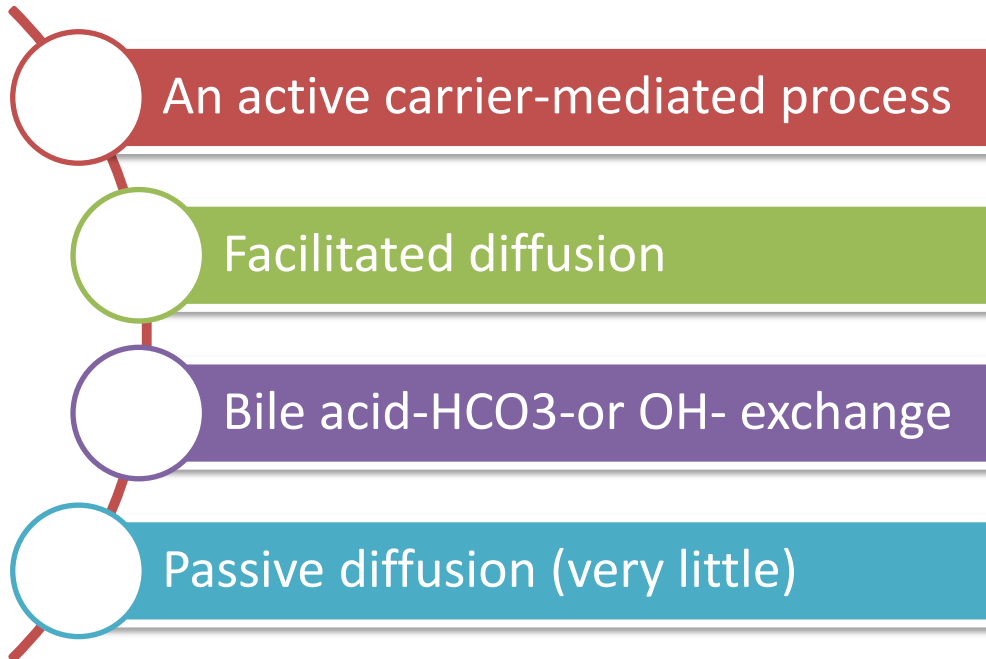 An active carrier-mediated process
Facilitated diffusion
Bile acid-HCO3-or OH- exchange
Passive diffusion (very little)